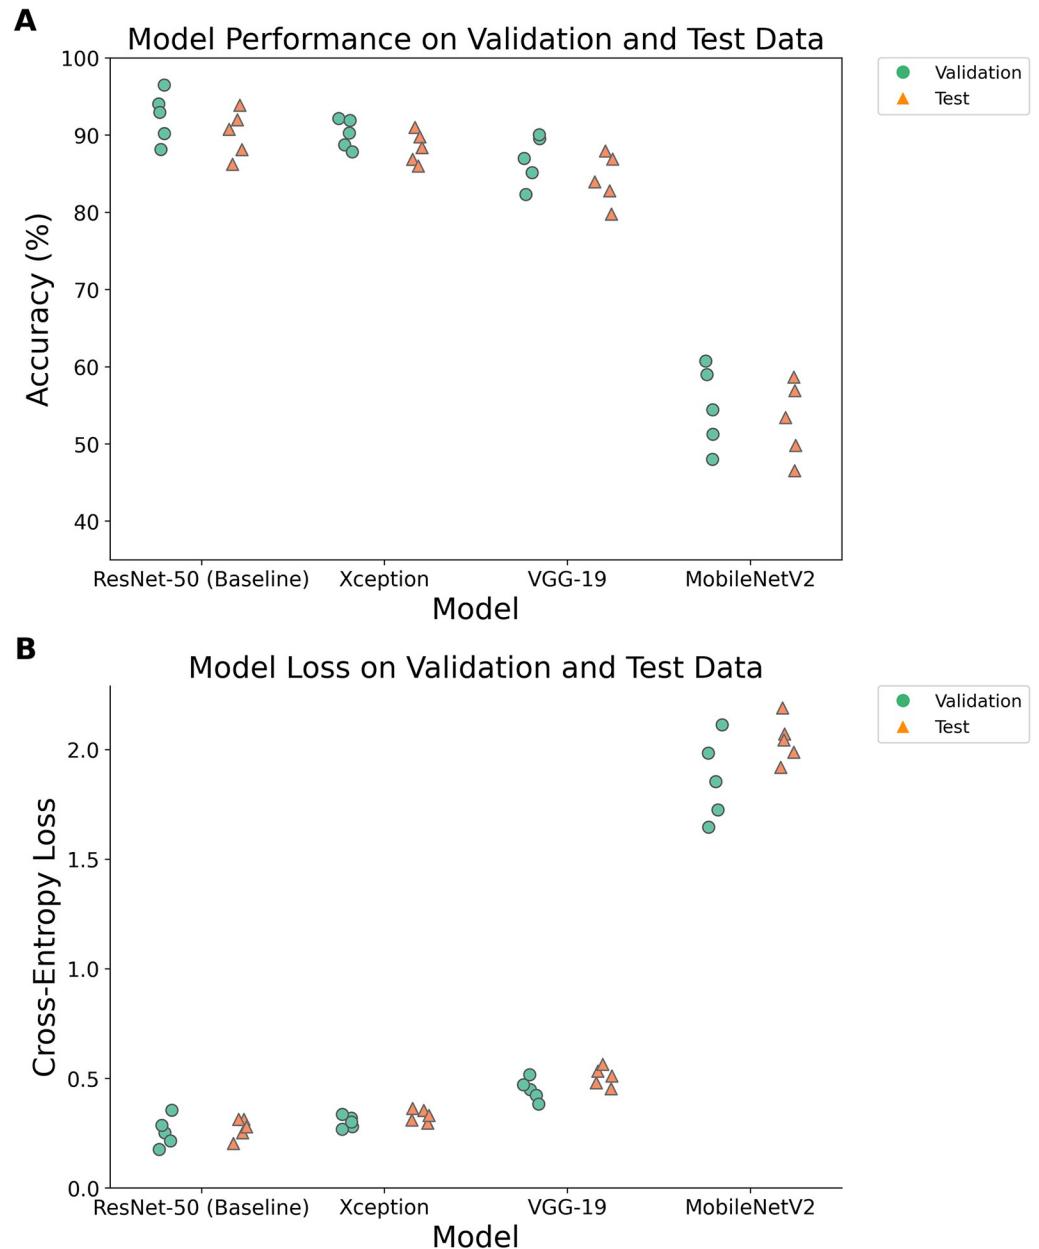 A
Model Performance on Validation and Test Data
Validation
Test
100
90
80
70
60
50
40
Accuracy (%)
ResNet-50 (Baseline)
Xception
VGG-19
MobileNetV2
Model
B
Model Loss on Validation and Test Data
Validation
Test
2.0
1.5
1.0
0.5
0.0
Cross-Entropy Loss
ResNet-50 (Baseline)
Xception
VGG-19
MobileNetV2
Model